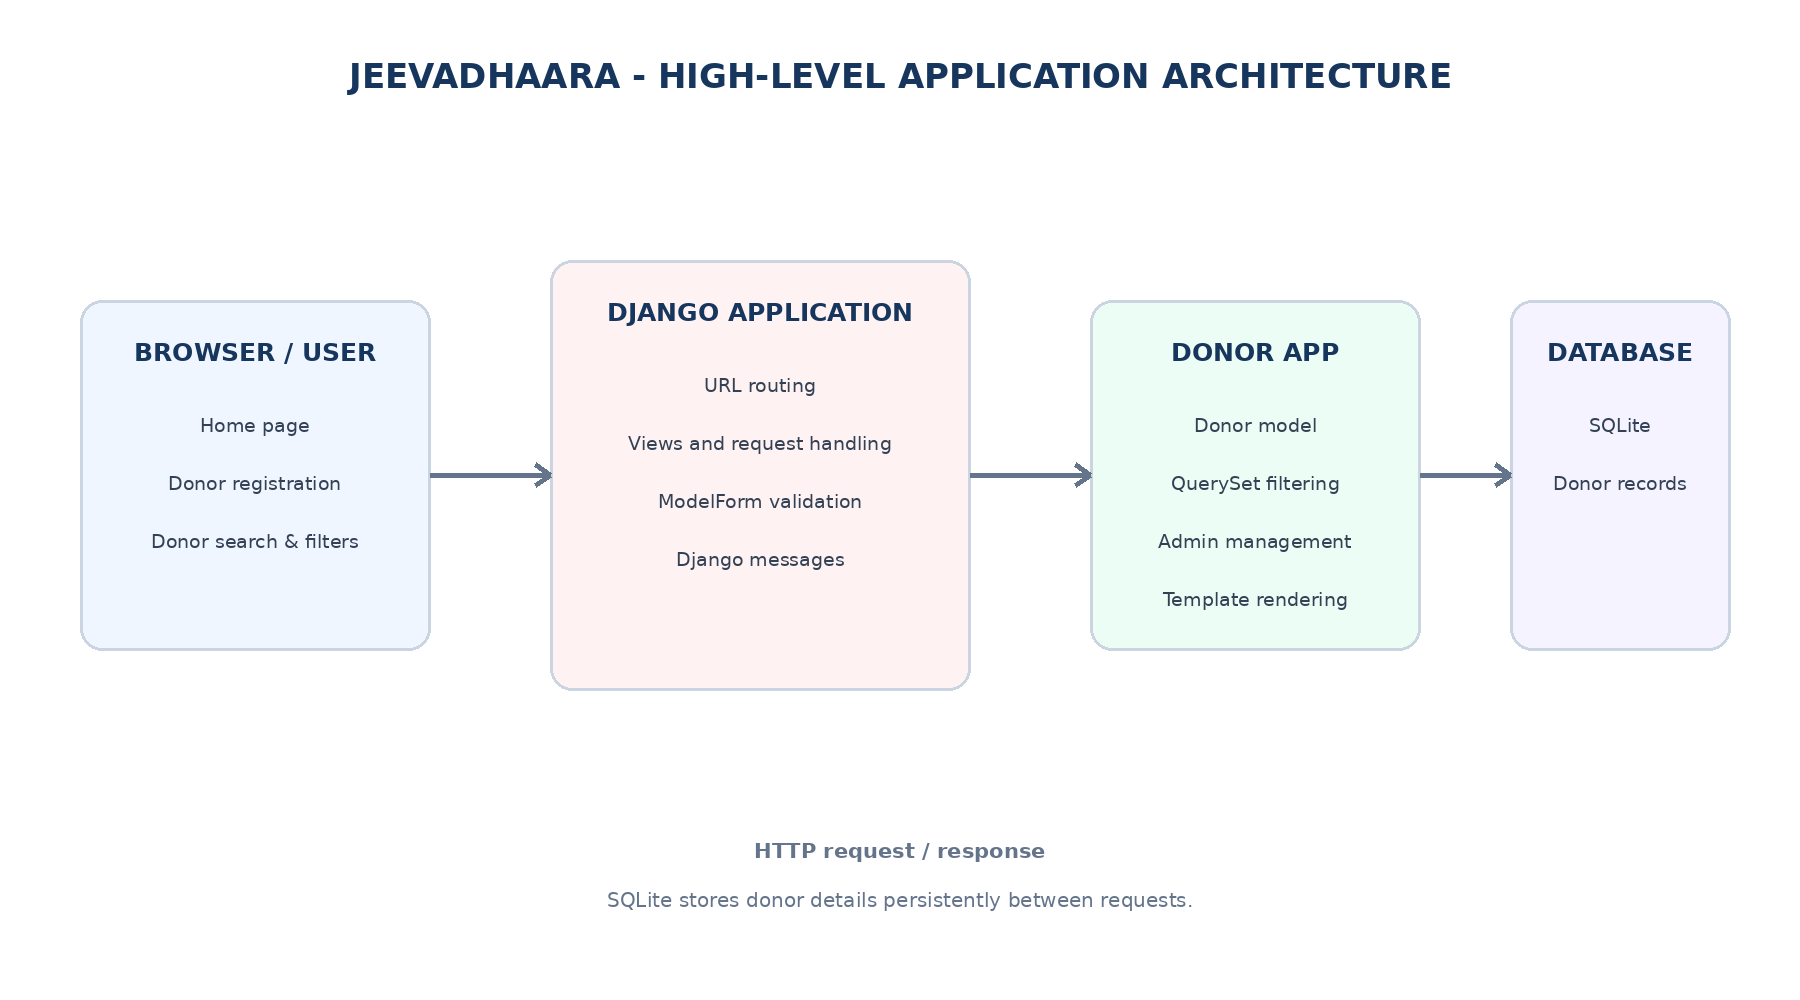 JEEVADHAARA - HIGH-LEVEL APPLICATION ARCHITECTURE
BROWSER / USER
Home page
Donor registration
Donor search & filters
DJANGO APPLICATION
URL routing
Views and request handling
ModelForm validation
Django messages
DONOR APP
Donor model
QuerySet filtering
Admin management
Template rendering
DATABASE
SQLite
Donor records
HTTP request / response
SQLite stores donor details persistently between requests.